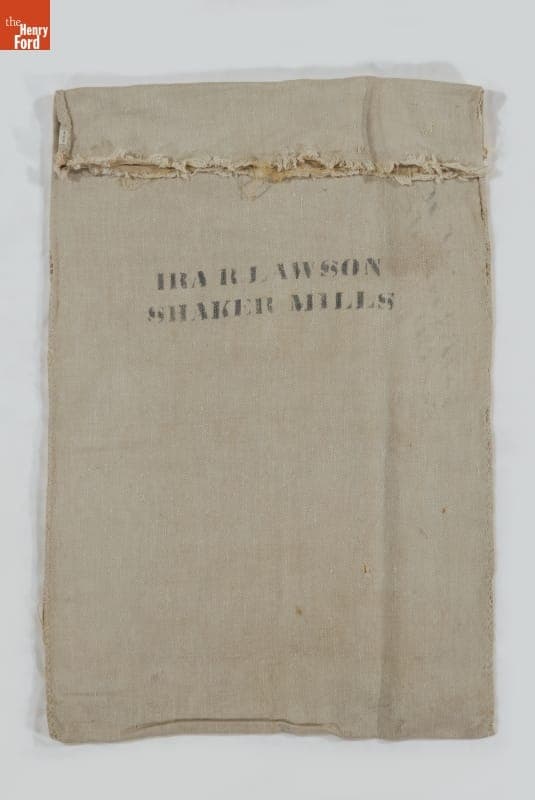 the
Henry
Ford
IRA R. LAWSON
SHAKER MILLS